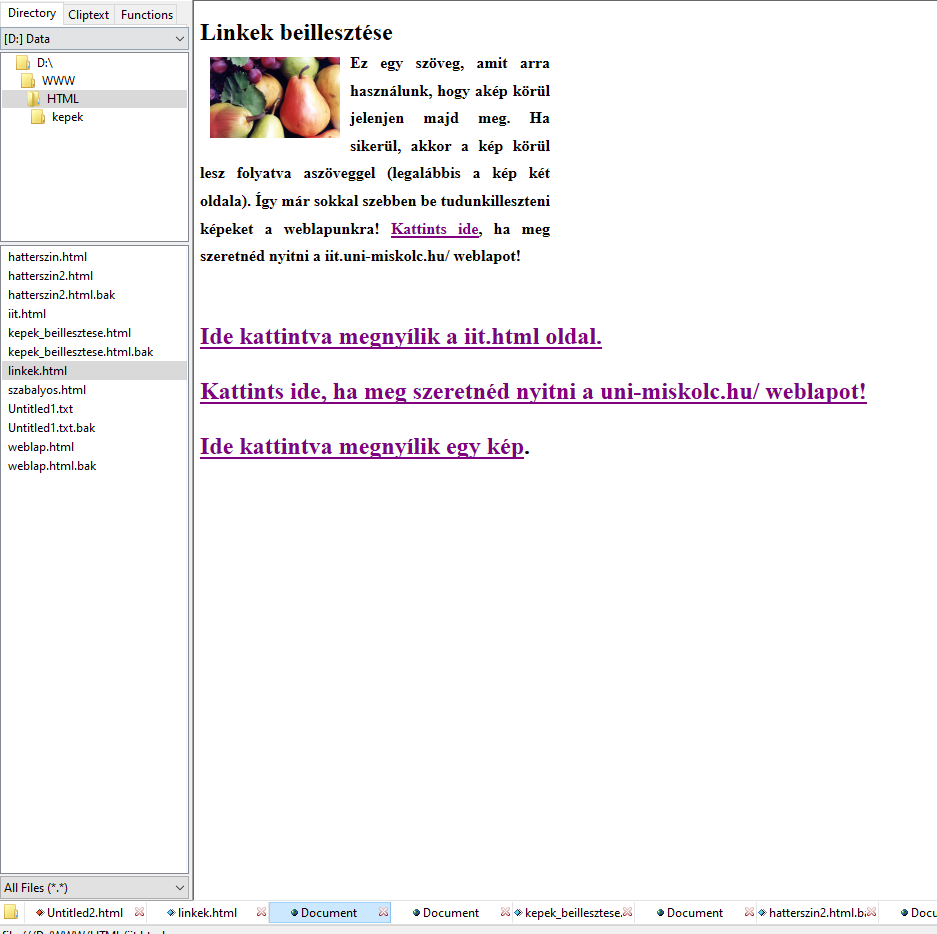 Directory Cliptext Functions
[D:] Data
D:\
WWW
HTML
kepek
hatterszin.html
hatterszin2.html
hatterszin2.html.bak
iit.html
kepek_beillesztese.html
kepek_beillesztese.html.bak
linkek.html
szabalyos.html
Untitled1.txt
Untitled1.txt.bak
weblap.html
weblap.html.bak
All Files (*.*)
Linkek beillesztése
Ez egy szöveg, amit arra
használunk, hogy akép körül
jelenjen majd meg. Ha
sikerül, akkor a kép körül
lesz folyatva aszöveggel (legalábbis a kép két
oldala). Így már sokkal szebben be tudunkilleszteni
képeket a weblapunkra! Kattints ide, ha meg
szeretnéd nyitni a iit.uni-miskolc.hu/ weblapot!
Ide kattintva megnyílik a iit.html oldal.
Kattints ide, ha meg szeretnéd nyitni a uni-miskolc.hu/ weblapot!
Ide kattintva megnyílik egy kép.
Untitled2.html linkek.html Document Document kepek_beillesztese. Document hatterszin2.html.ba Docu